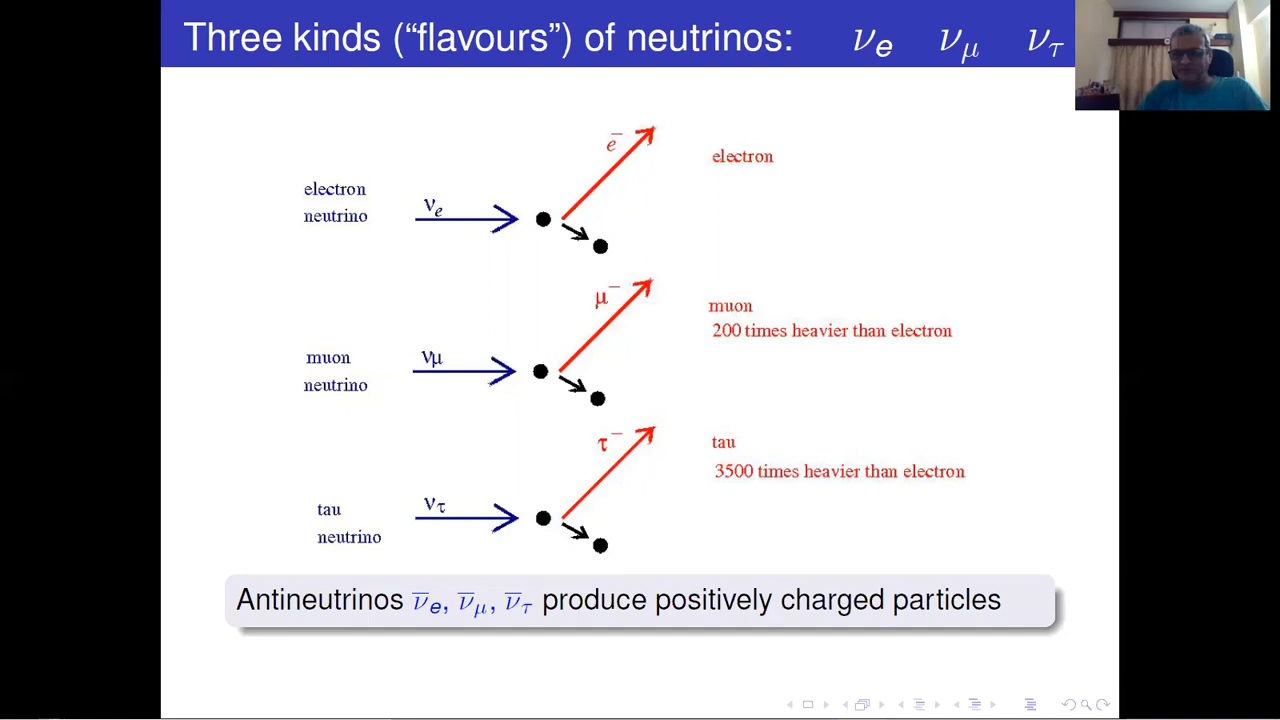 Three kinds (“flavours”) of neutrinos: νe νμ ντ
e⁻
electron
electron
neutrino
νe
μ⁻
muon
200 times heavier than electron
muon
neutrino
νμ
τ⁻
tau
3500 times heavier than electron
tau
neutrino
ντ
Antineutrinos ν̅e, ν̅μ, ν̅τ produce positively charged particles